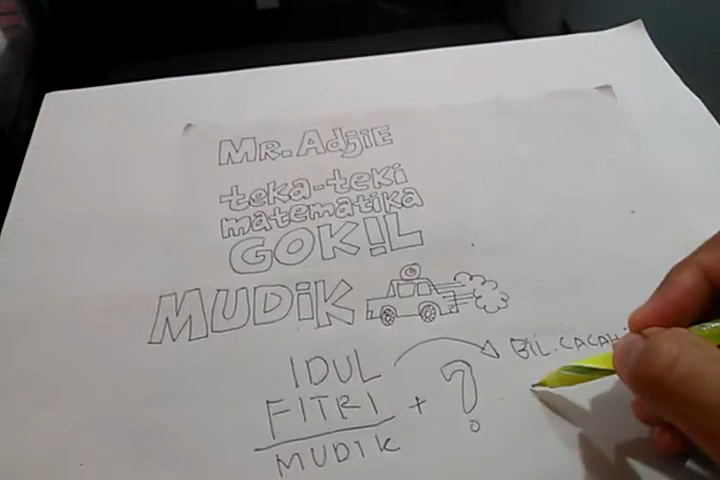 MR. ADjiE
teka-teki
matematika
GOK!L
MUDiK
IDUL
FITRI + ?
MUDIK
BIL. CACAH